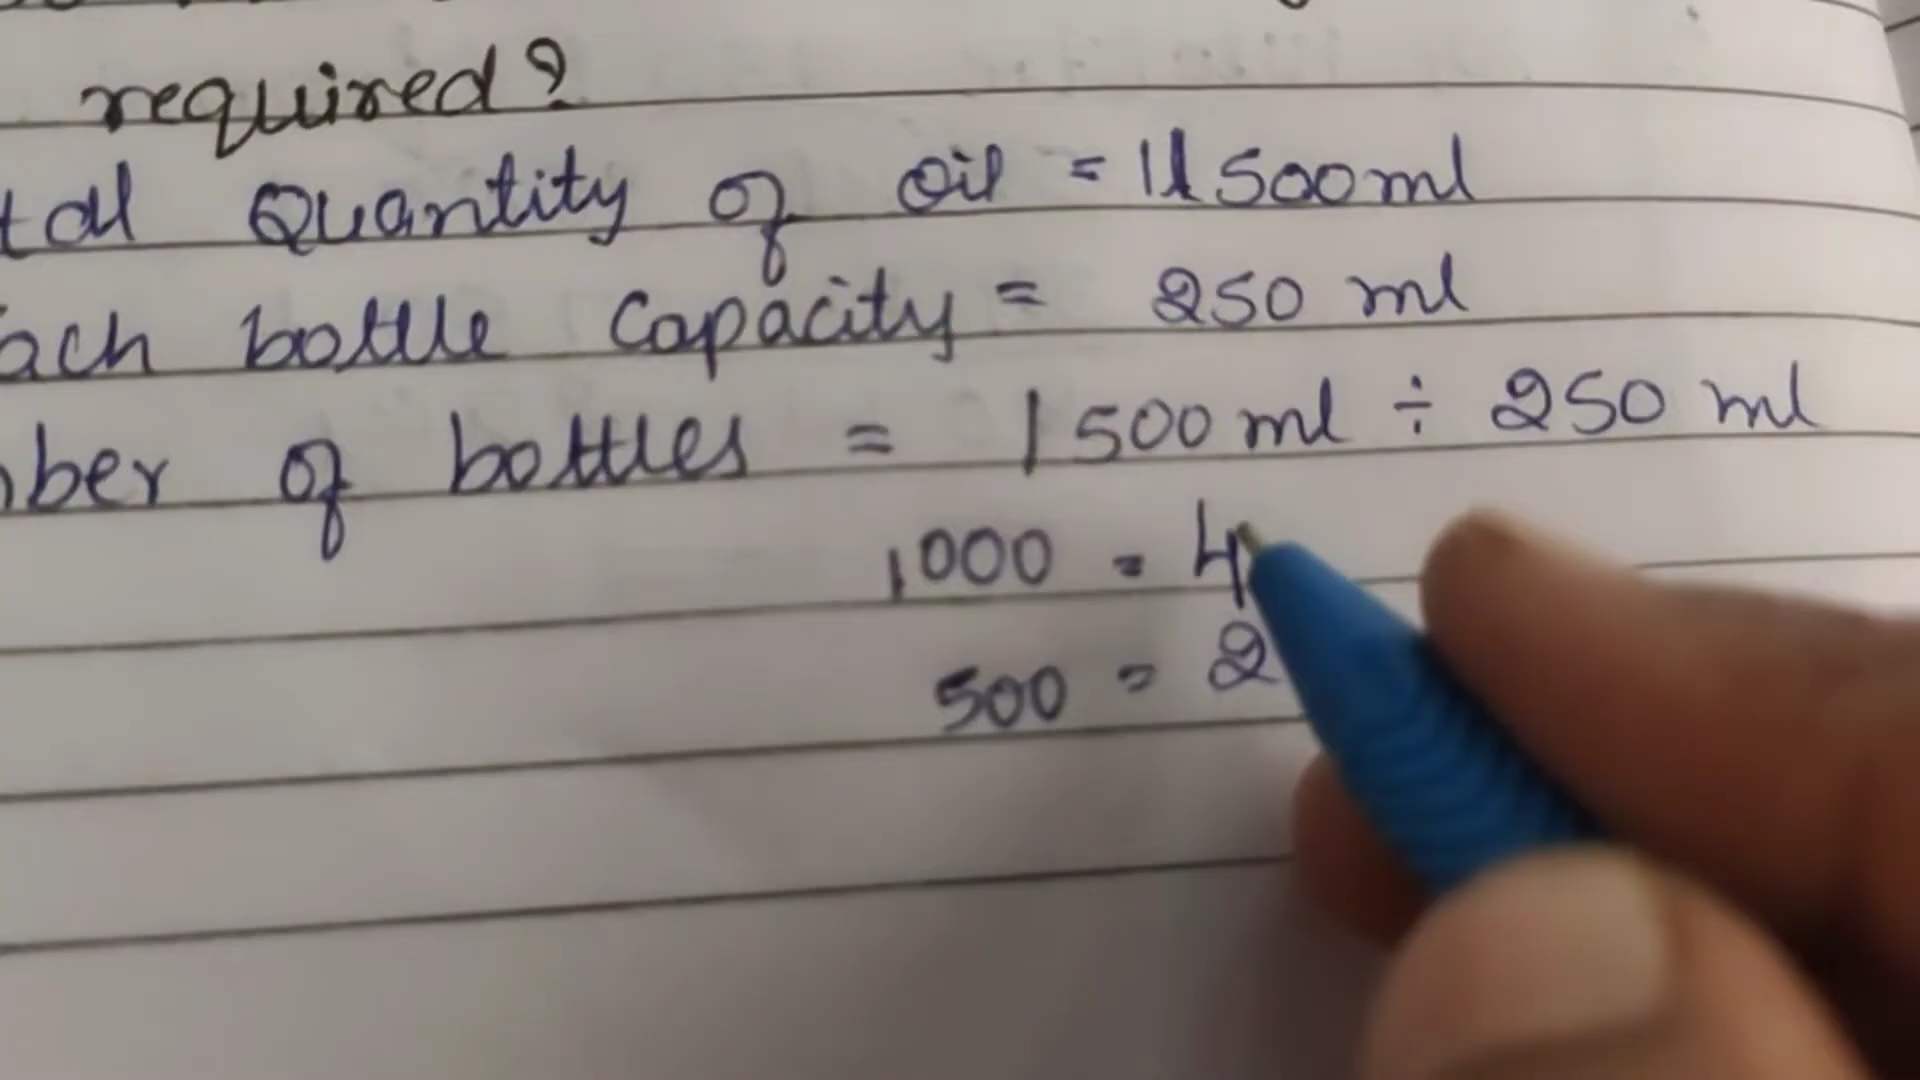 required?
tal Quantity of oil = 1l 500ml
ach bottle Capacity = 250 ml
ber of bottles = 1500 ml ÷ 250 ml
1000 = 4
500 = 2